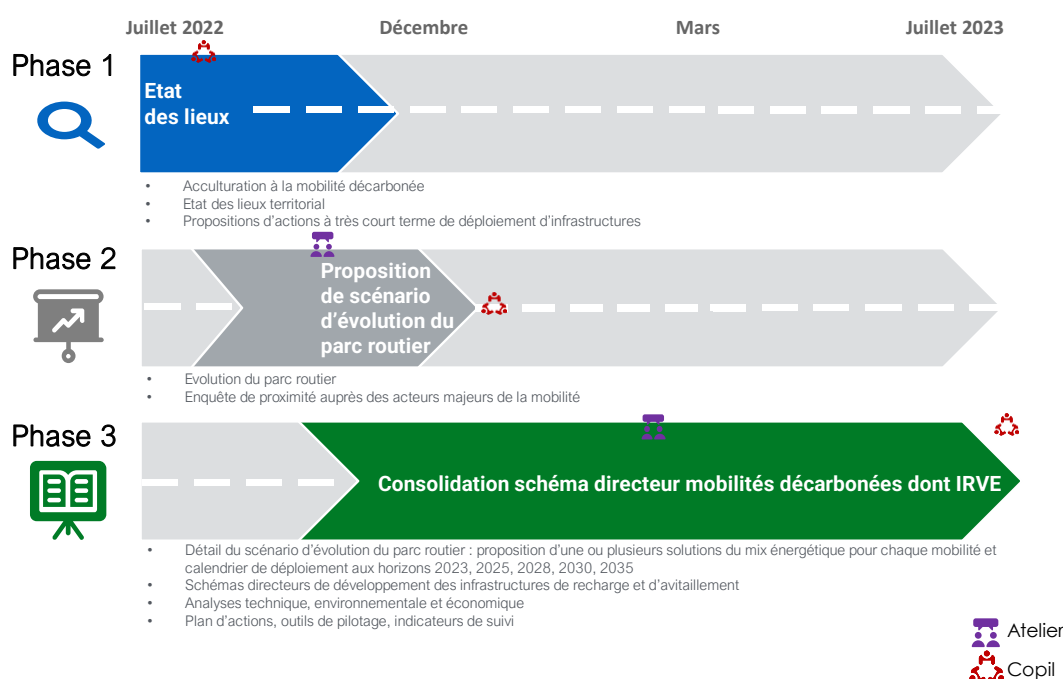 Juillet 2022 Décembre Mars Juillet 2023
Phase 1
Etat
des lieux
• Acculturation à la mobilité décarbonée
• Etat des lieux territorial
• Propositions d'actions à très court terme de déploiement d'infrastructures
Phase 2
Proposition
de scénario
d'évolution du
parc routier
• Evolution du parc routier
• Enquête de proximité auprès des acteurs majeurs de la mobilité
Phase 3
Consolidation schéma directeur mobilités décarbonées dont IRVE
• Détail du scénario d'évolution du parc routier : proposition d'une ou plusieurs solutions du mix énergétique pour chaque mobilité et
calendrier de déploiement aux horizons 2023, 2025, 2028, 2030, 2035
• Schémas directeurs de développement des infrastructures de recharge et d'avitaillement
• Analyses technique, environnementale et économique
• Plan d'actions, outils de pilotage, indicateurs de suivi
Atelier
Copil